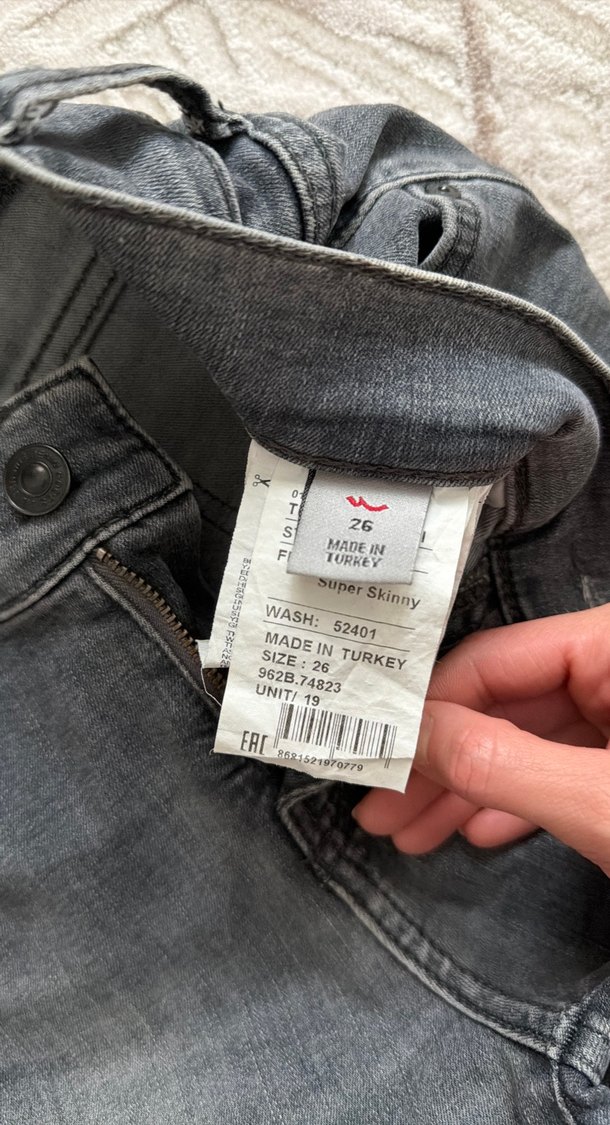 26
MADE IN
TURKEY
Super Skinny
WASH: 52401
MADE IN TURKEY
SIZE : 26
962B.74823
UNIT/ 19
EAC
8681521970779